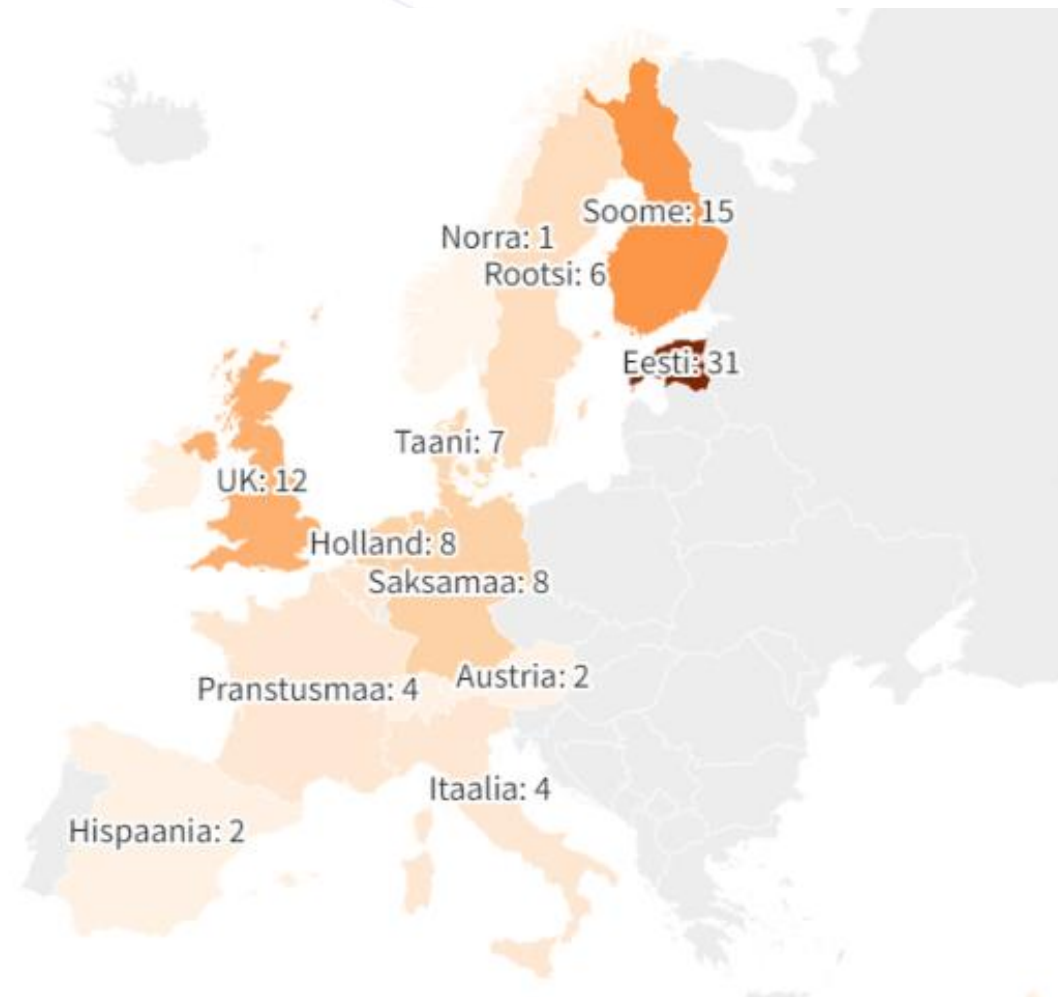 Soome: 15
Norra: 1
Rootsi: 6
Eesti: 31
Taani: 7
UK: 12
Holland: 8
Saksamaa: 8
Austria: 2
Pranstusmaa: 4
Itaalia: 4
Hispaania: 2